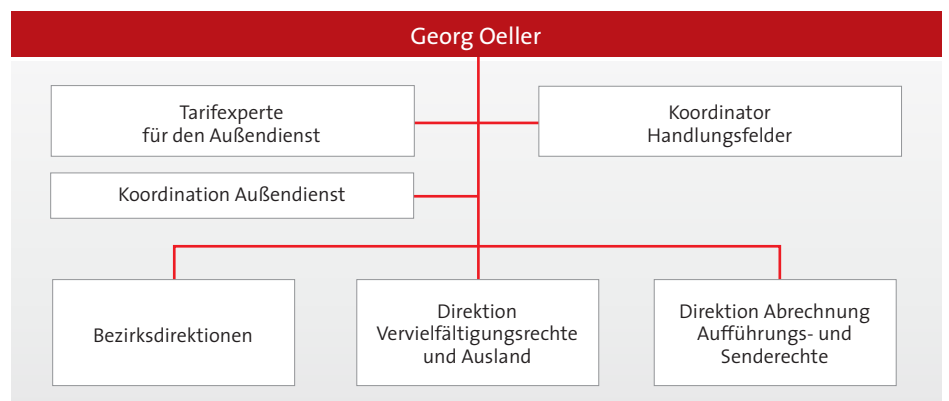 Georg Oeller
Tarifexperte
für den Außendienst
Koordinator
Handlungsfelder
Koordination Außendienst
Bezirksdirektionen
Direktion
Vervielfältigungsrechte
und Ausland
Direktion Abrechnung
Aufführungs- und
Senderechte